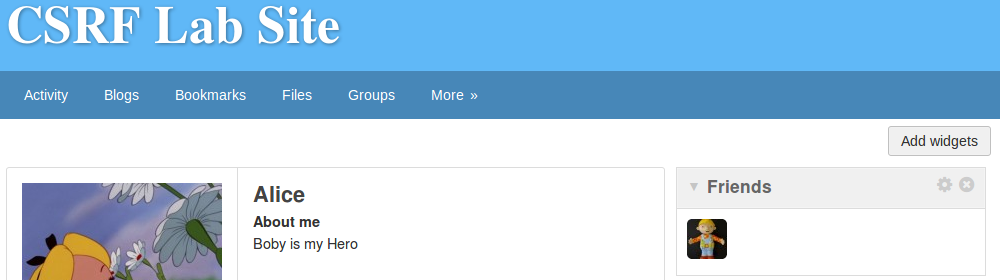 CSRF Lab Site
Activity Blogs Bookmarks Files Groups More »
Add widgets
Alice
About me
Boby is my Hero
Friends